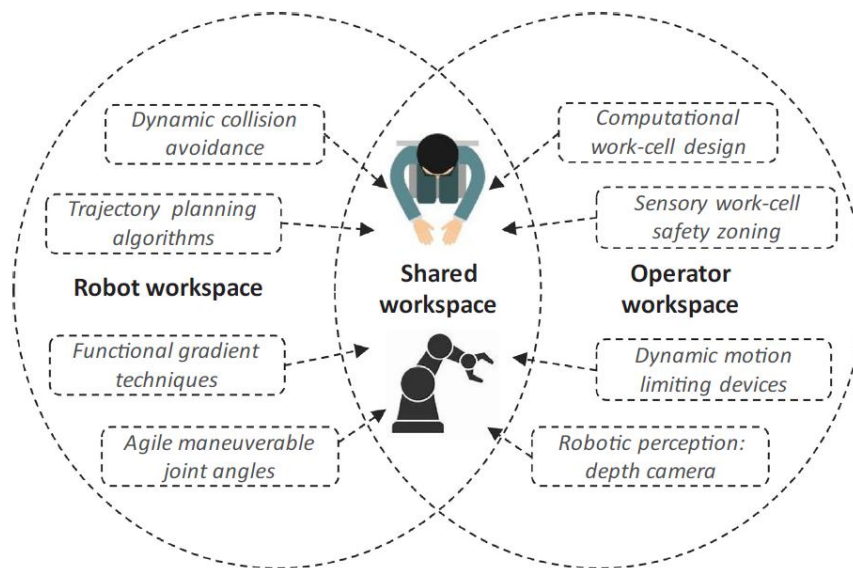 Dynamic collision
avoidance
Computational
work-cell design
Trajectory planning
algorithms
Sensory work-cell
safety zoning
Robot workspace
Shared
workspace
Operator
workspace
Functional gradient
techniques
Dynamic motion
limiting devices
Agile maneuverable
joint angles
Robotic perception:
depth camera